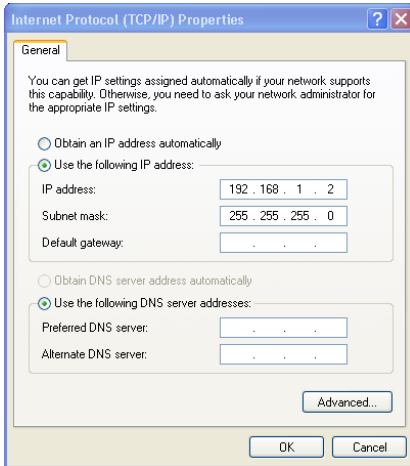 Internet Protocol (TCP/IP) Properties
General
You can get IP settings assigned automatically if your network supports
this capability. Otherwise, you need to ask your network administrator for
the appropriate IP settings.
Obtain an IP address automatically
Use the following IP address:
IP address: 192 . 168 . 1 . 2
Subnet mask: 255 . 255 . 255 . 0
Default gateway: . . .
Obtain DNS server address automatically
Use the following DNS server addresses:
Preferred DNS server: . . .
Alternate DNS server: . . .
Advanced...
OK Cancel